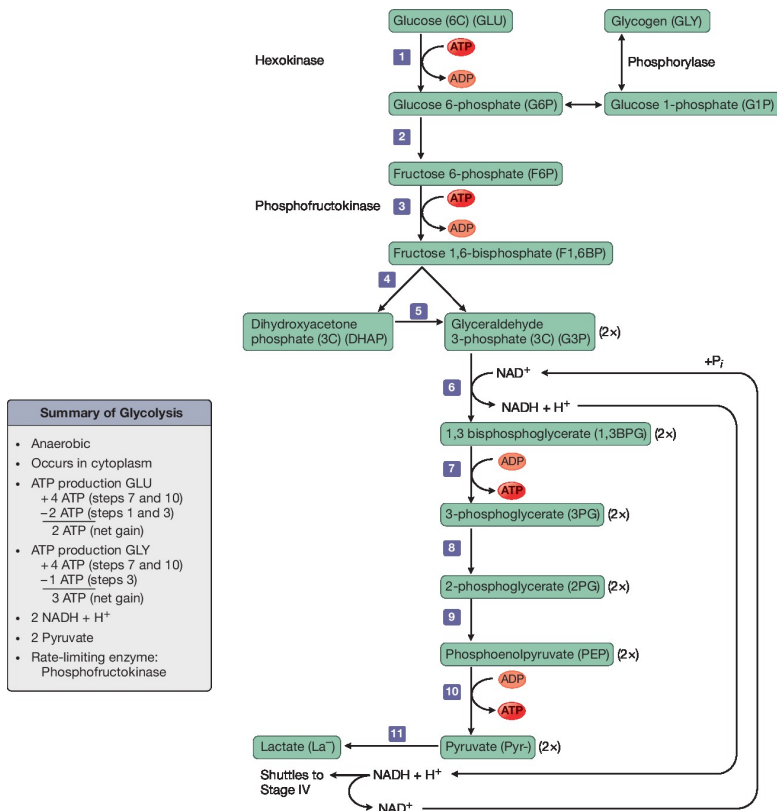 Glucose (6C) (GLU)
Glycogen (GLY)
1
ATP
Hexokinase
Phosphorylase
ADP
Glucose 6-phosphate (G6P)
Glucose 1-phosphate (G1P)
2
Fructose 6-phosphate (F6P)
3
ATP
Phosphofructokinase
ADP
Fructose 1,6-bisphosphate (F1,6BP)
4
5
Dihydroxyacetone
phosphate (3C) (DHAP)
Glyceraldehyde
3-phosphate (3C) (G3P)
(2×)
+Pi
6
NAD+
NADH + H+
1,3 bisphosphoglycerate (1,3BPG)
(2×)
7
ADP
ATP
3-phosphoglycerate (3PG)
(2×)
8
2-phosphoglycerate (2PG)
(2×)
9
Phosphoenolpyruvate (PEP)
(2×)
10
ADP
ATP
11
Lactate (La−)
Pyruvate (Pyr-)
(2×)
Shuttles to
Stage IV
NADH + H+
NAD+
Summary of Glycolysis
• Anaerobic
• Occurs in cytoplasm
• ATP production GLU
+4 ATP (steps 7 and 10)
−2 ATP (steps 1 and 3)
2 ATP (net gain)
• ATP production GLY
+4 ATP (steps 7 and 10)
−1 ATP (steps 3)
3 ATP (net gain)
• 2 NADH + H+
• 2 Pyruvate
• Rate-limiting enzyme:
Phosphofructokinase